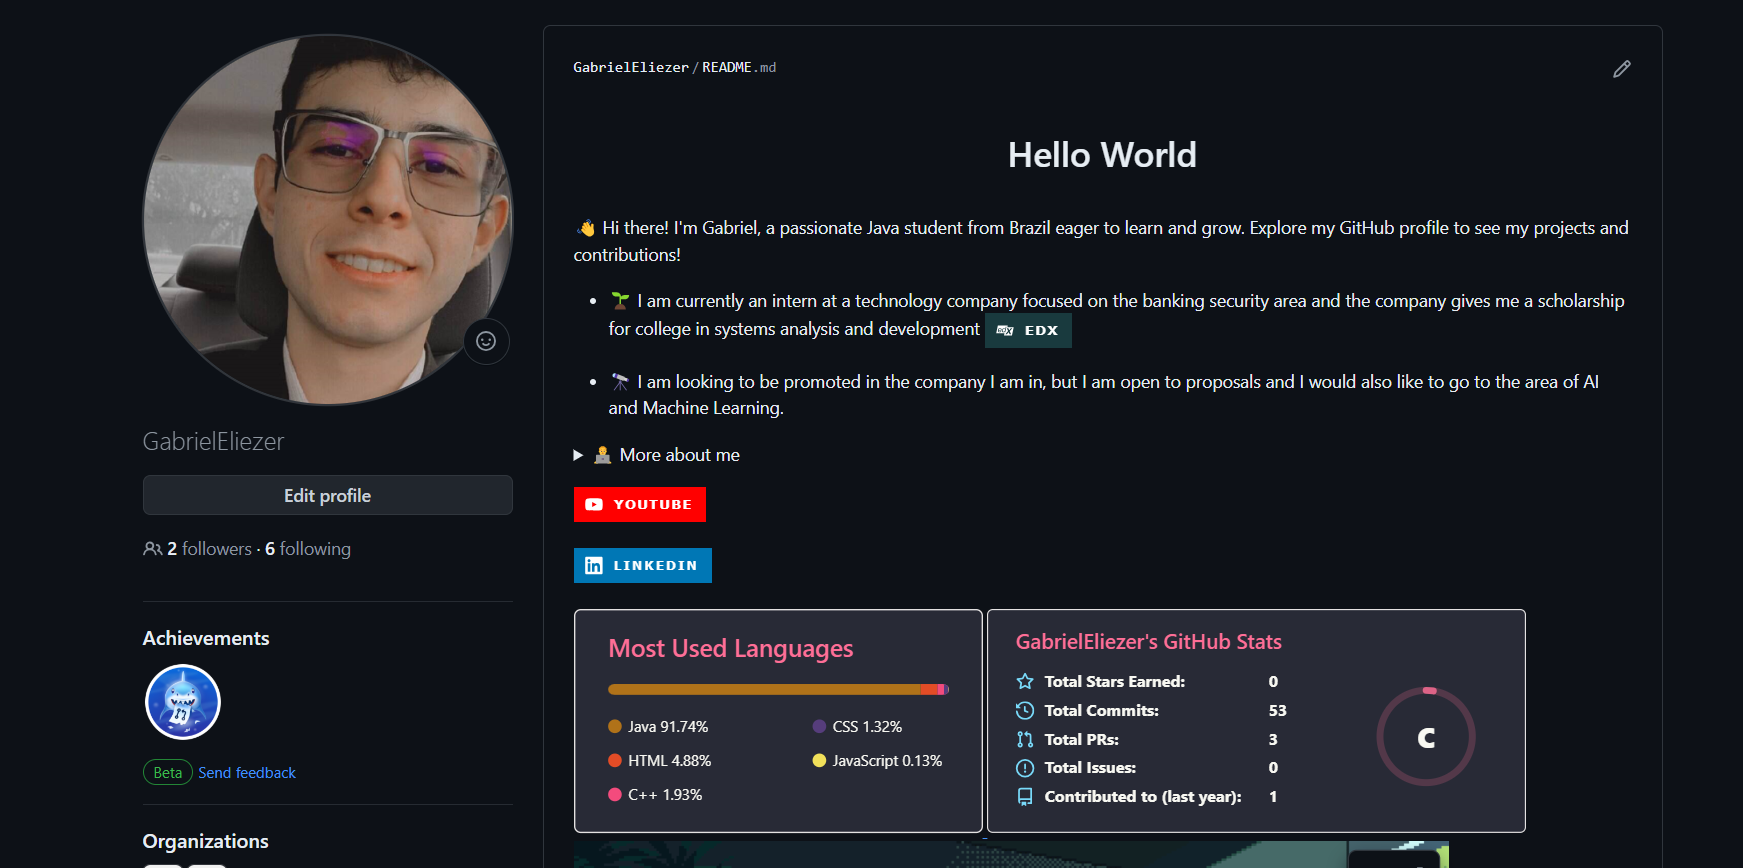 GabrielEliezer/README.md
Hello World
👋 Hi there! I'm Gabriel, a passionate Java student from Brazil eager to learn and grow. Explore my GitHub profile to see my projects and
contributions!
• 🌱 I am currently an intern at a technology company focused on the banking security area and the company gives me a scholarship
for college in systems analysis and development EDX
• 🔭 I am looking to be promoted in the company I am in, but I am open to proposals and I would also like to go to the area of AI
and Machine Learning.
More about me
YOUTUBE
LINKEDIN
GabrielEliezer
Edit profile
2 followers · 6 following
Achievements
Beta Send feedback
Organizations
Most Used Languages
Java 91.74%
HTML 4.88%
C++ 1.93%
CSS 1.32%
JavaScript 0.13%
GabrielEliezer's GitHub Stats
Total Stars Earned: 0
Total Commits: 53
Total PRs: 3
Total Issues: 0
Contributed to (last year): 1
C